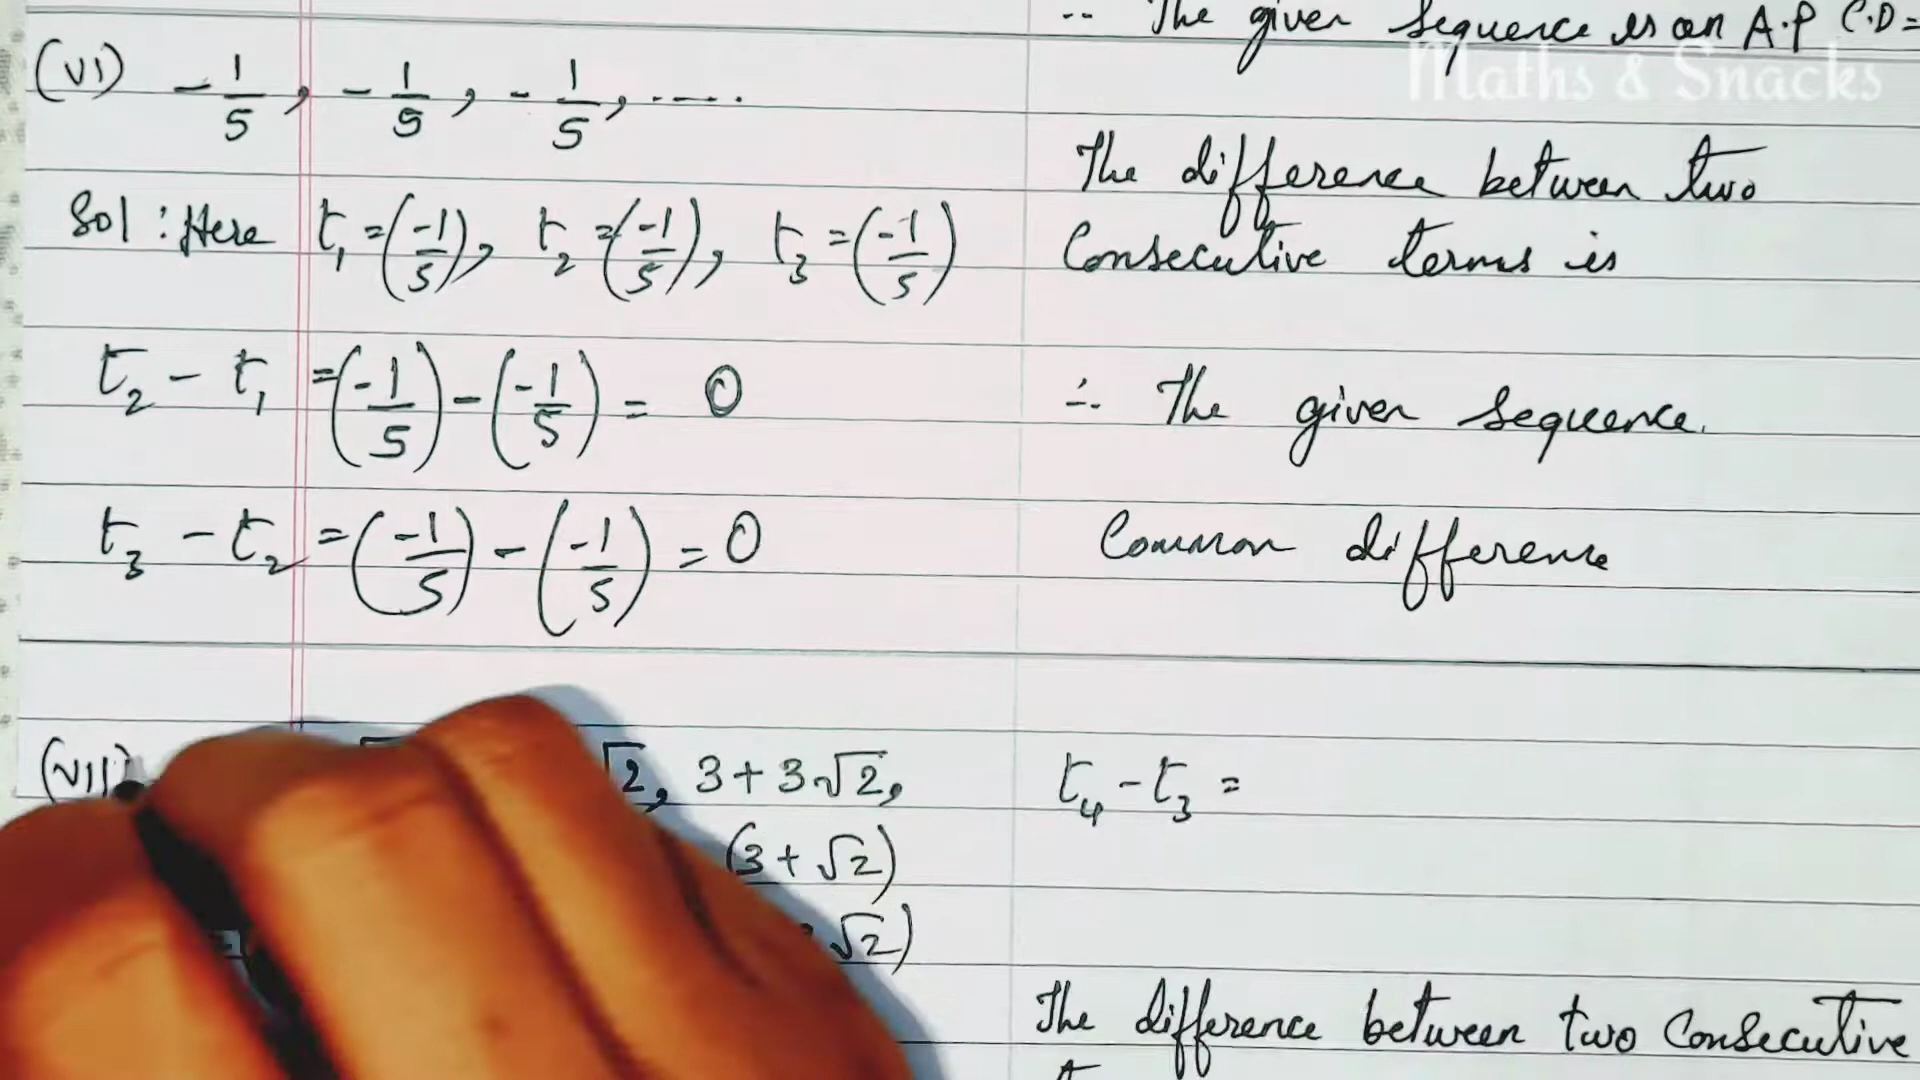 ∴ The given Sequence is an A.P C.D =
Maths & Snacks
(vi) -1/5, -1/5, -1/5, .....
Sol : Here t₁ = (-1/5), t₂ = (-1/5), t₃ = (-1/5)
t₂ - t₁ = (-1/5) - (-1/5) = 0
t₃ - t₂ = (-1/5) - (-1/5) = 0
The difference between two
Consecutive terms is
∴ The given Sequence.
Common difference
(vii) √2, 3+3√2,
(3+√2)
√2)
t₄ - t₃ =
The difference between two Consecutive